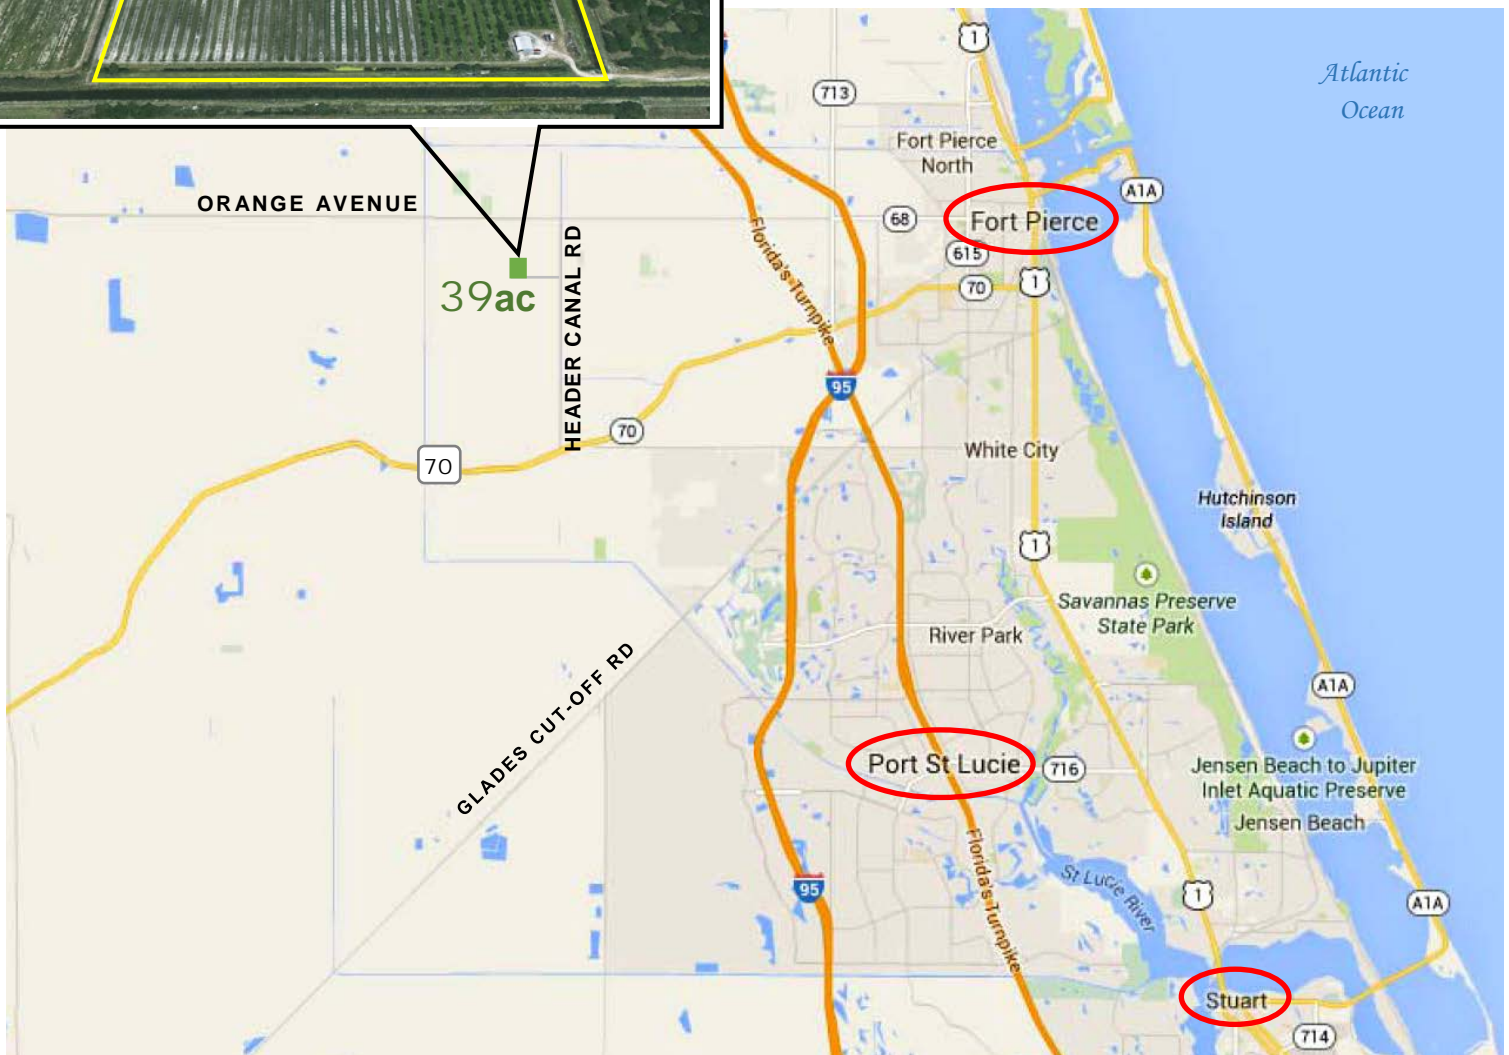 1
713
Atlantic
Ocean
Fort Pierce
North
A1A
ORANGE AVENUE
68
Fort Pierce
615
Florida's Turnpike
HEADER CANAL RD
70
1
39ac
95
70
70
White City
Hutchinson
Island
1
Savannas Preserve
State Park
River Park
GLADES CUT-OFF RD
A1A
Port St Lucie
716
Jensen Beach to Jupiter
Inlet Aquatic Preserve
Jensen Beach
Florida's Turnpike
St Lucie River
95
1
A1A
Stuart
714